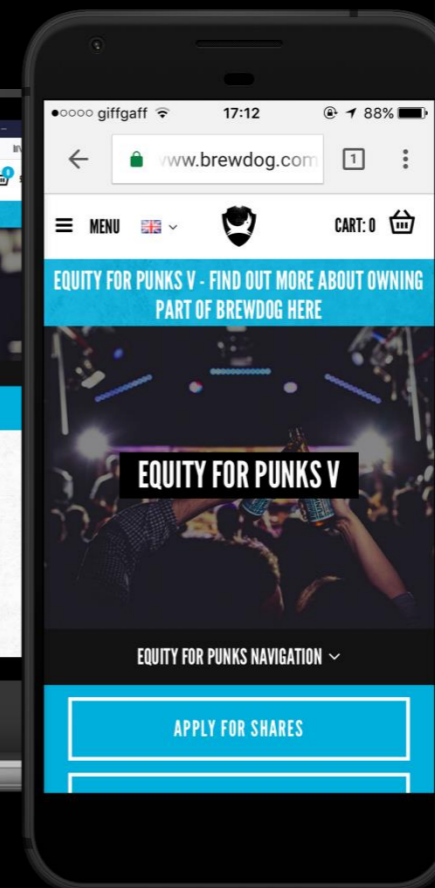 giffgaff 17:12 88%
www.brewdog.com 1
MENU CART: 0
EQUITY FOR PUNKS V - FIND OUT MORE ABOUT OWNING
PART OF BREWDOG HERE
EQUITY FOR PUNKS V
EQUITY FOR PUNKS NAVIGATION
APPLY FOR SHARES